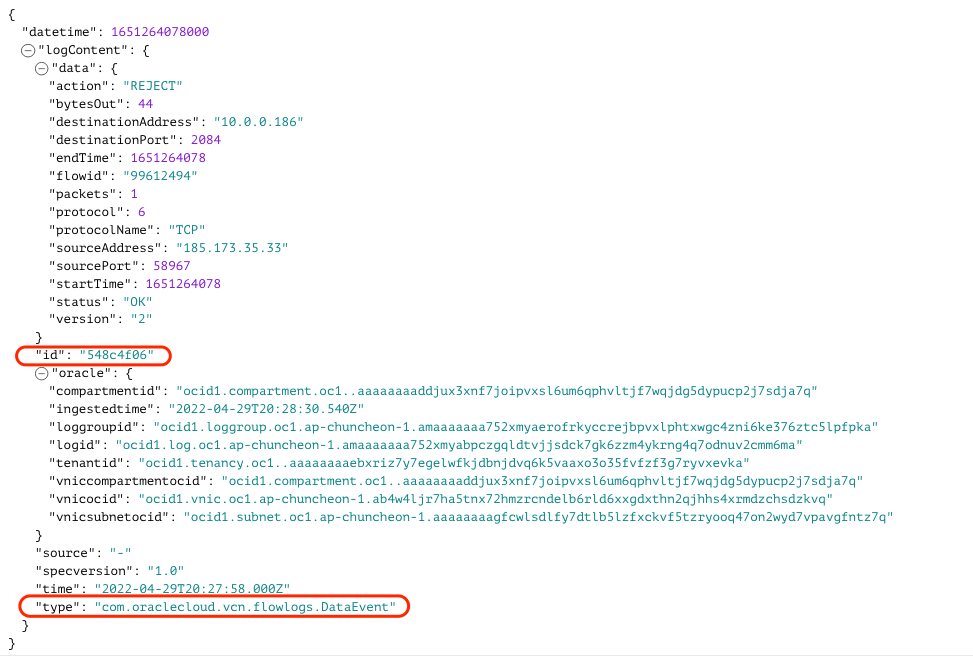 {
"datetime": 1651264078000
"logContent": {
"data": {
"action": "REJECT"
"bytesOut": 44
"destinationAddress": "10.0.0.186"
"destinationPort": 2084
"endTime": 1651264078
"flowid": "99612494"
"packets": 1
"protocol": 6
"protocolName": "TCP"
"sourceAddress": "185.173.35.33"
"sourcePort": 58967
"startTime": 1651264078
"status": "OK"
"version": "2"
}
"id": "548c4f06"
"oracle": {
"compartmentid": "ocid1.compartment.oc1..aaaaaaaaddjux3xnf7joipvxsl6um6qphvltjf7wqjdg5dypucp2j7sdja7q"
"ingestedtime": "2022-04-29T20:28:30.540Z"
"loggroupid": "ocid1.loggroup.oc1.ap-chuncheon-1.amaaaaaaa752xmyaerofrkyccrejbpvxlphtxwgc4zni6ke376ztc5lpfpka"
"logid": "ocid1.log.oc1.ap-chuncheon-1.amaaaaaaa752xmyabpczgqldtvjjsdck7gk6zzm4ykrng4q7odnuv2cmm6ma"
"tenantid": "ocid1.tenancy.oc1..aaaaaaaaebxriz7y7egelwfkjdbnjdvq6k5vaaxo3o35fvfzf3g7ryvxevka"
"vniccompartmentocid": "ocid1.compartment.oc1..aaaaaaaaddjux3xnf7joipvxsl6um6qphvltjf7wqjdg5dypucp2j7sdja7q"
"vnicocid": "ocid1.vnic.oc1.ap-chuncheon-1.ab4w4ljr7ha5tnx72hmzrcndelb6rld6xxgdxthn2qjhhs4xrmdzchsdzkvq"
"vnicsubnetocid": "ocid1.subnet.oc1.ap-chuncheon-1.aaaaaaaagfcwlsdlfy7dtlb5lzfxckvf5tzryooq47on2wyd7vpavgfntz7q"
}
"source": "-"
"specversion": "1.0"
"time": "2022-04-29T20:27:58.000Z"
"type": "com.oraclecloud.vcn.flowlogs.DataEvent"
}
}